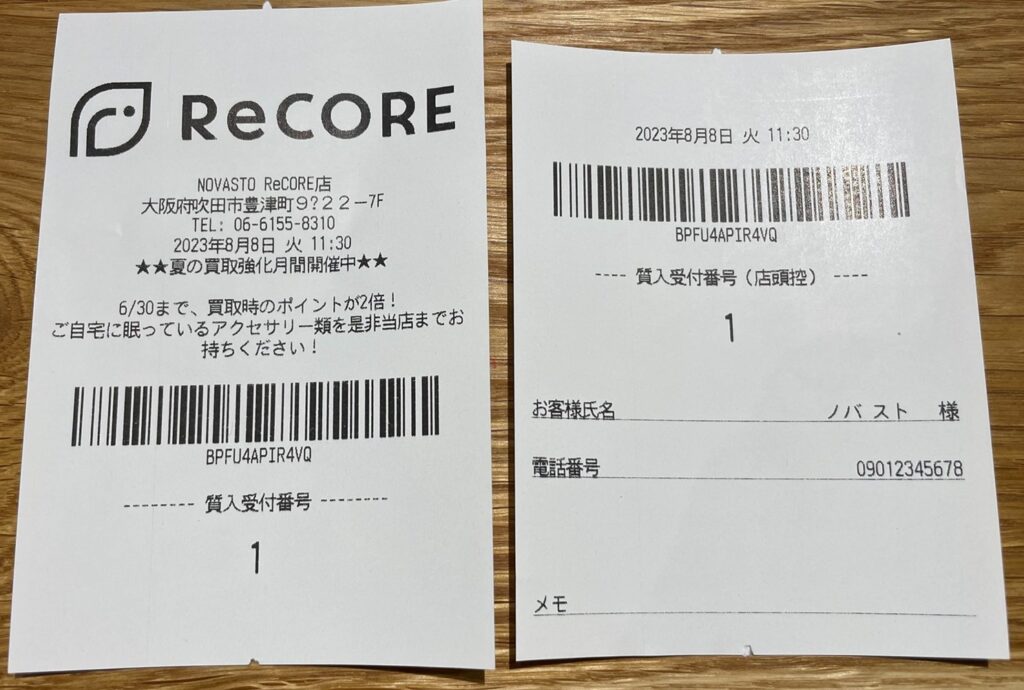 ReCORE
NOVASTO ReCORE店
大阪府吹田市豊津町9?22−7F
TEL: 06-6155-8310
2023年8月8日 火 11:30
★★夏の買取強化月間開催中★★
6/30まで、買取時のポイントが2倍!
ご自宅に眠っているアクセサリー類を是非当店までお
持ちください!
BPFU4APIR4VQ
-------- 質入受付番号 --------
1
2023年8月8日 火 11:30
BPFU4APIR4VQ
---- 質入受付番号(店頭控) ----
1
お客様氏名 ノバ スト 様
電話番号 09012345678
メモ